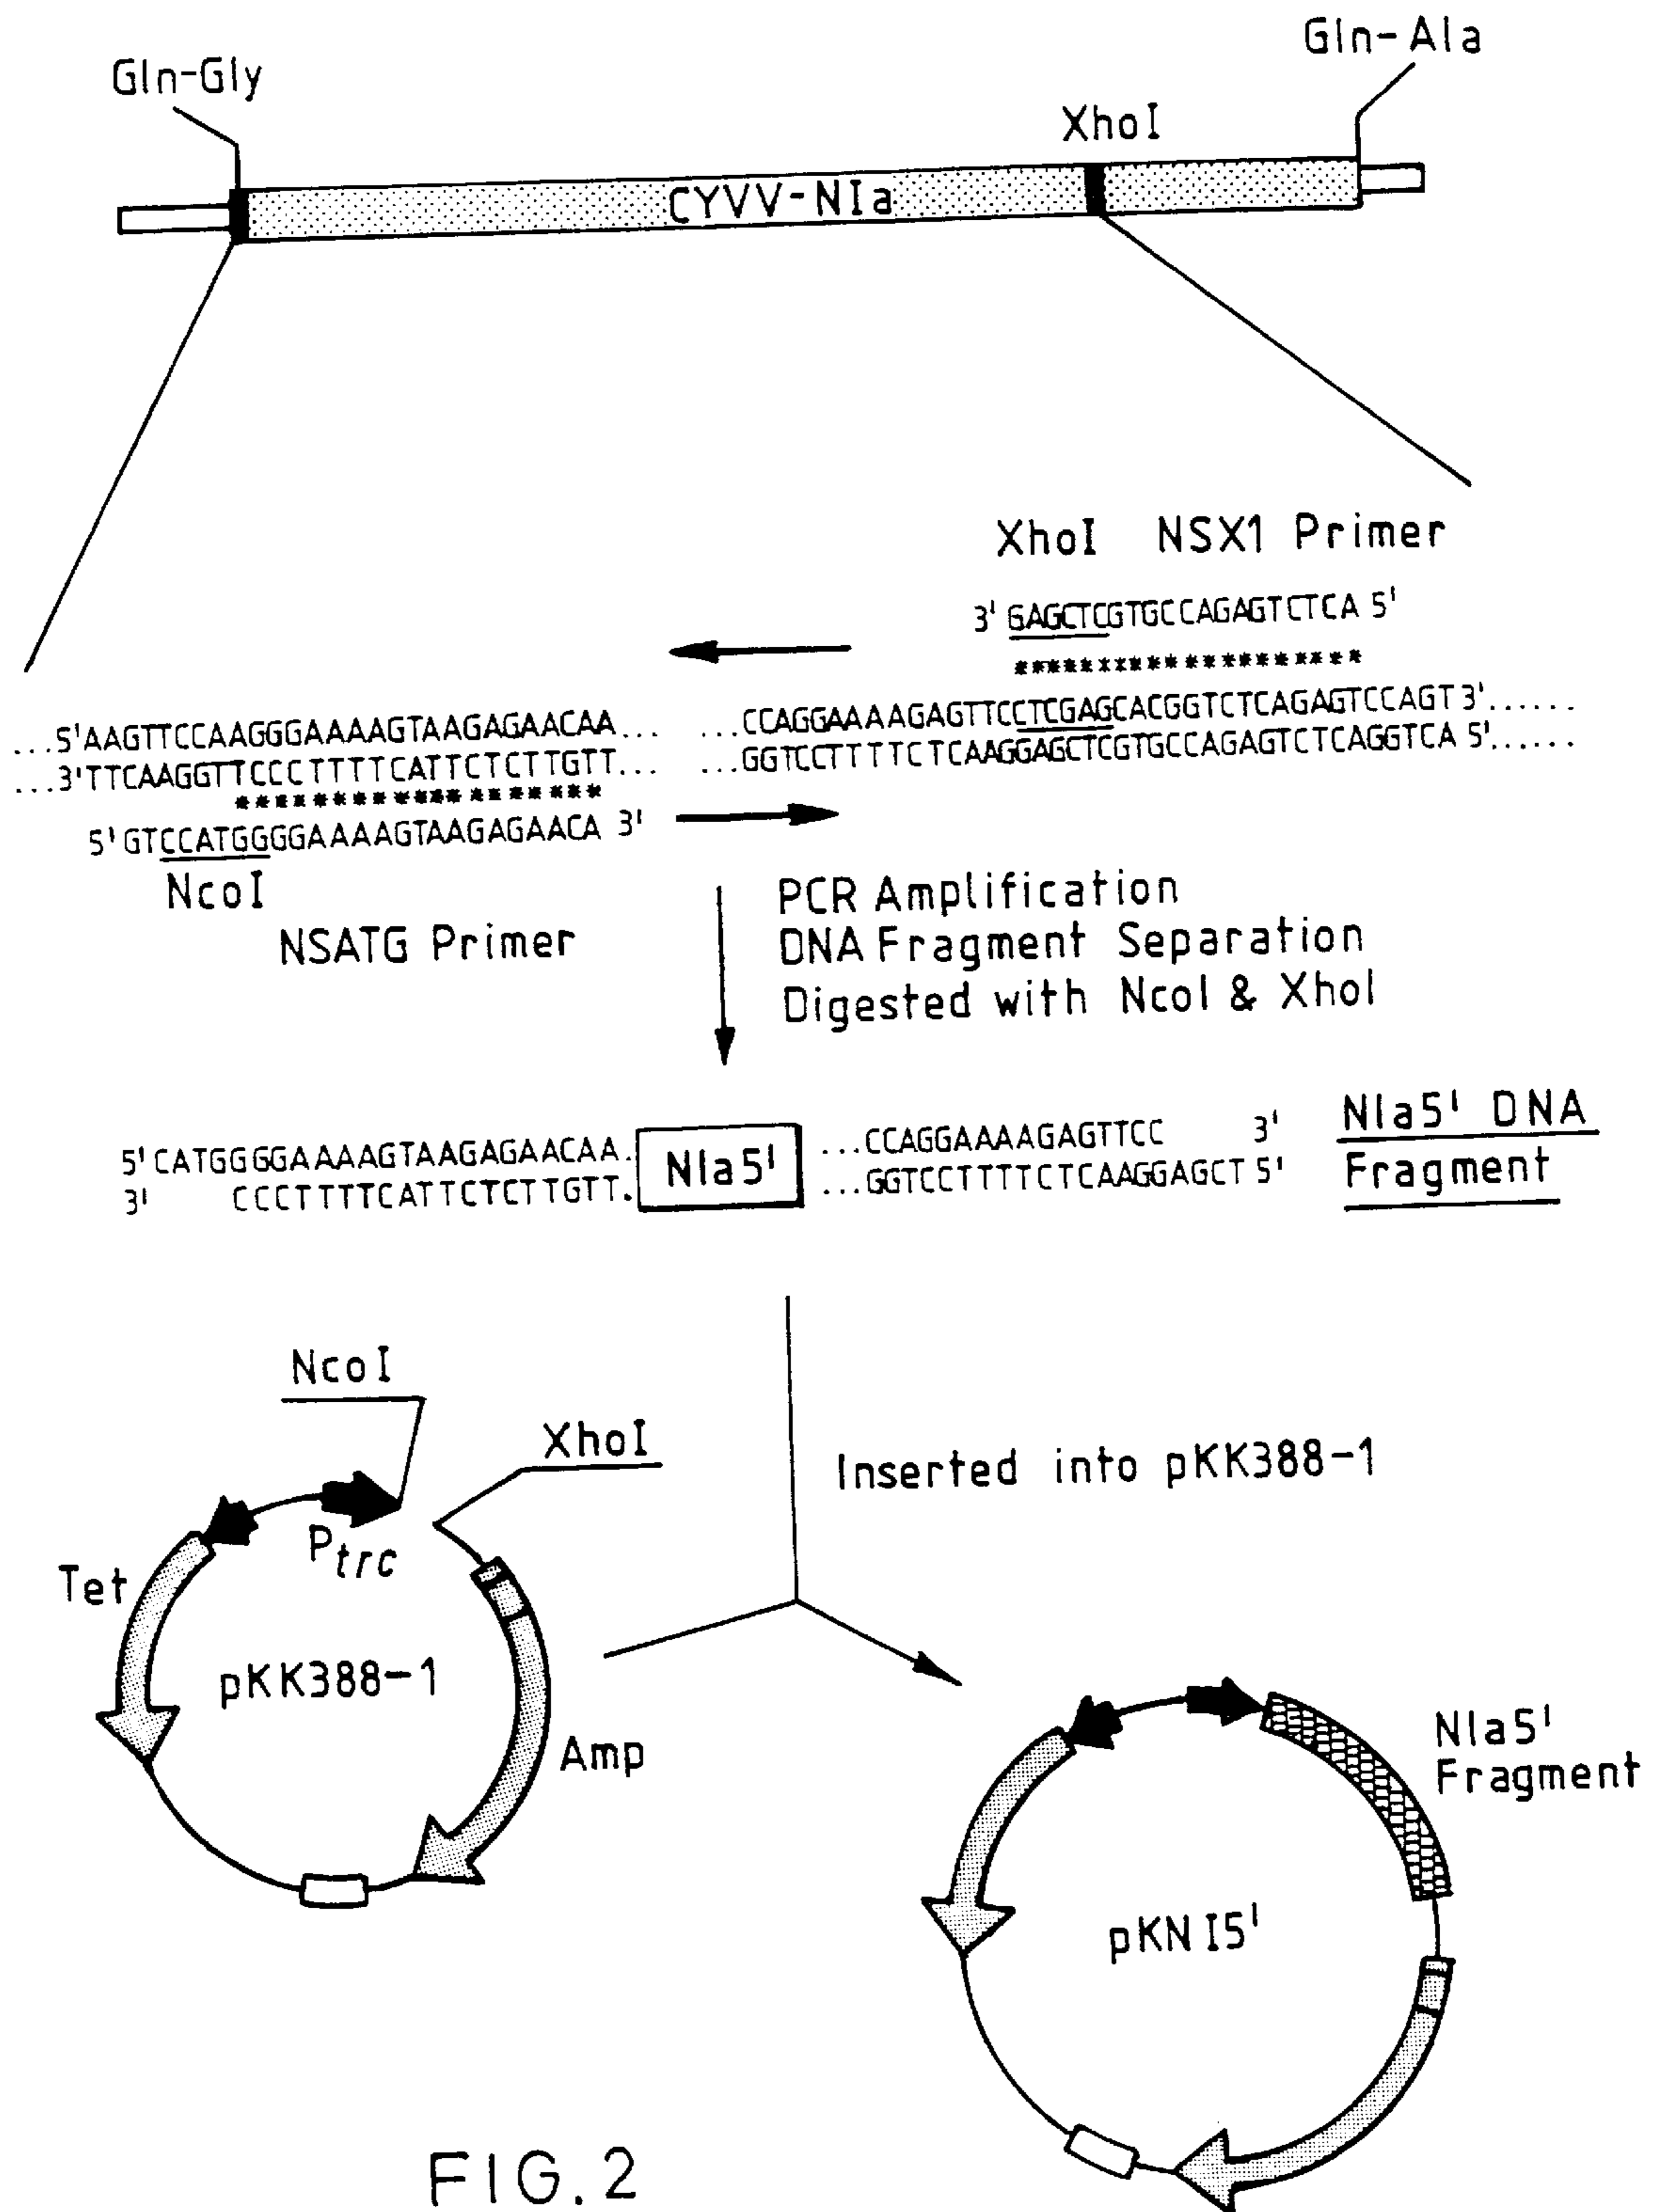 Gln-Gly
Gln-Ala
XhoI
CYVV-NIa
XhoI NSX1 Primer
3' GAGCTCGTGCCAGAGTCTCA 5'
********************
...5'AAGTTCCAAGGGAAAAGTAAGAGAACAA... ...CCAGGAAAAGAGTTCCTCGAGCACGGTCTCAGAGTCCAGT 3'......
...3'TTCAAGGTTCCCTTTTCATTCTCTTGTT... ...GGTCCTTTTCTCAAGGAGCTCGTGCCAGAGTCTCAGGTCA 5'......
*******************
5' GTCCATGGGGAAAAGTAAGAGAACA 3'
NcoI
NSATG Primer
PCR Amplification
DNA Fragment Separation
Digested with NcoI & XhoI
5' CATGGGGAAAAGTAAGAGAACAA. NIa5' ...CCAGGAAAAGAGTTCC 3'
3' CCCTTTTCATTCTCTTGTT. ...GGTCCTTTTCTCAAGGAGCT 5'
NIa5' DNA
Fragment
NcoI
XhoI
Inserted into pKK388-1
Ptrc
Tet
pKK388-1
Amp
NIa5'
Fragment
pKNI5'
FIG. 2